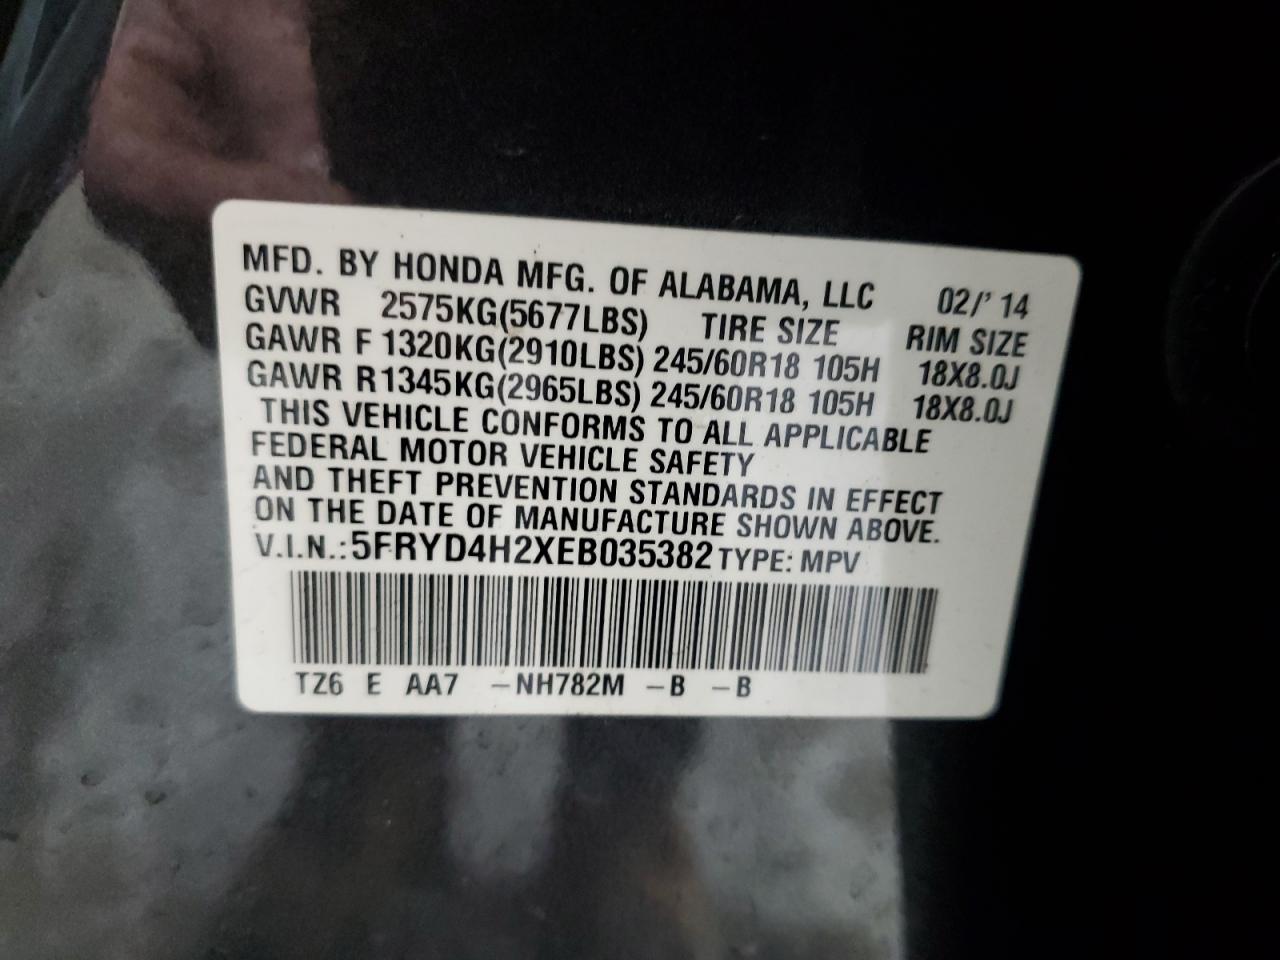 MFD. BY HONDA MFG. OF ALABAMA, LLC 02/' 14
GVWR 2575KG(5677LBS) TIRE SIZE RIM SIZE
GAWR F 1320KG(2910LBS) 245/60R18 105H 18X8.0J
GAWR R1345KG(2965LBS) 245/60R18 105H 18X8.0J
THIS VEHICLE CONFORMS TO ALL APPLICABLE
FEDERAL MOTOR VEHICLE SAFETY
AND THEFT PREVENTION STANDARDS IN EFFECT
ON THE DATE OF MANUFACTURE SHOWN ABOVE.
V.I.N.:5FRYD4H2XEB035382 TYPE: MPV
TZ6 E AA7 -NH782M -B -B